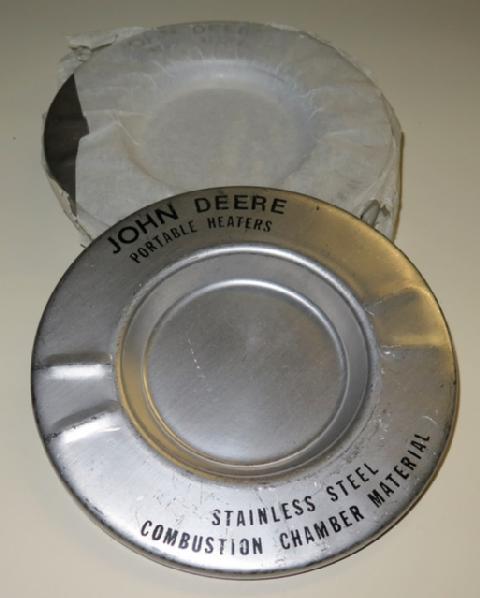 JOHN DEERE
PORTABLE HEATERS
STAINLESS STEEL
COMBUSTION CHAMBER MATERIAL